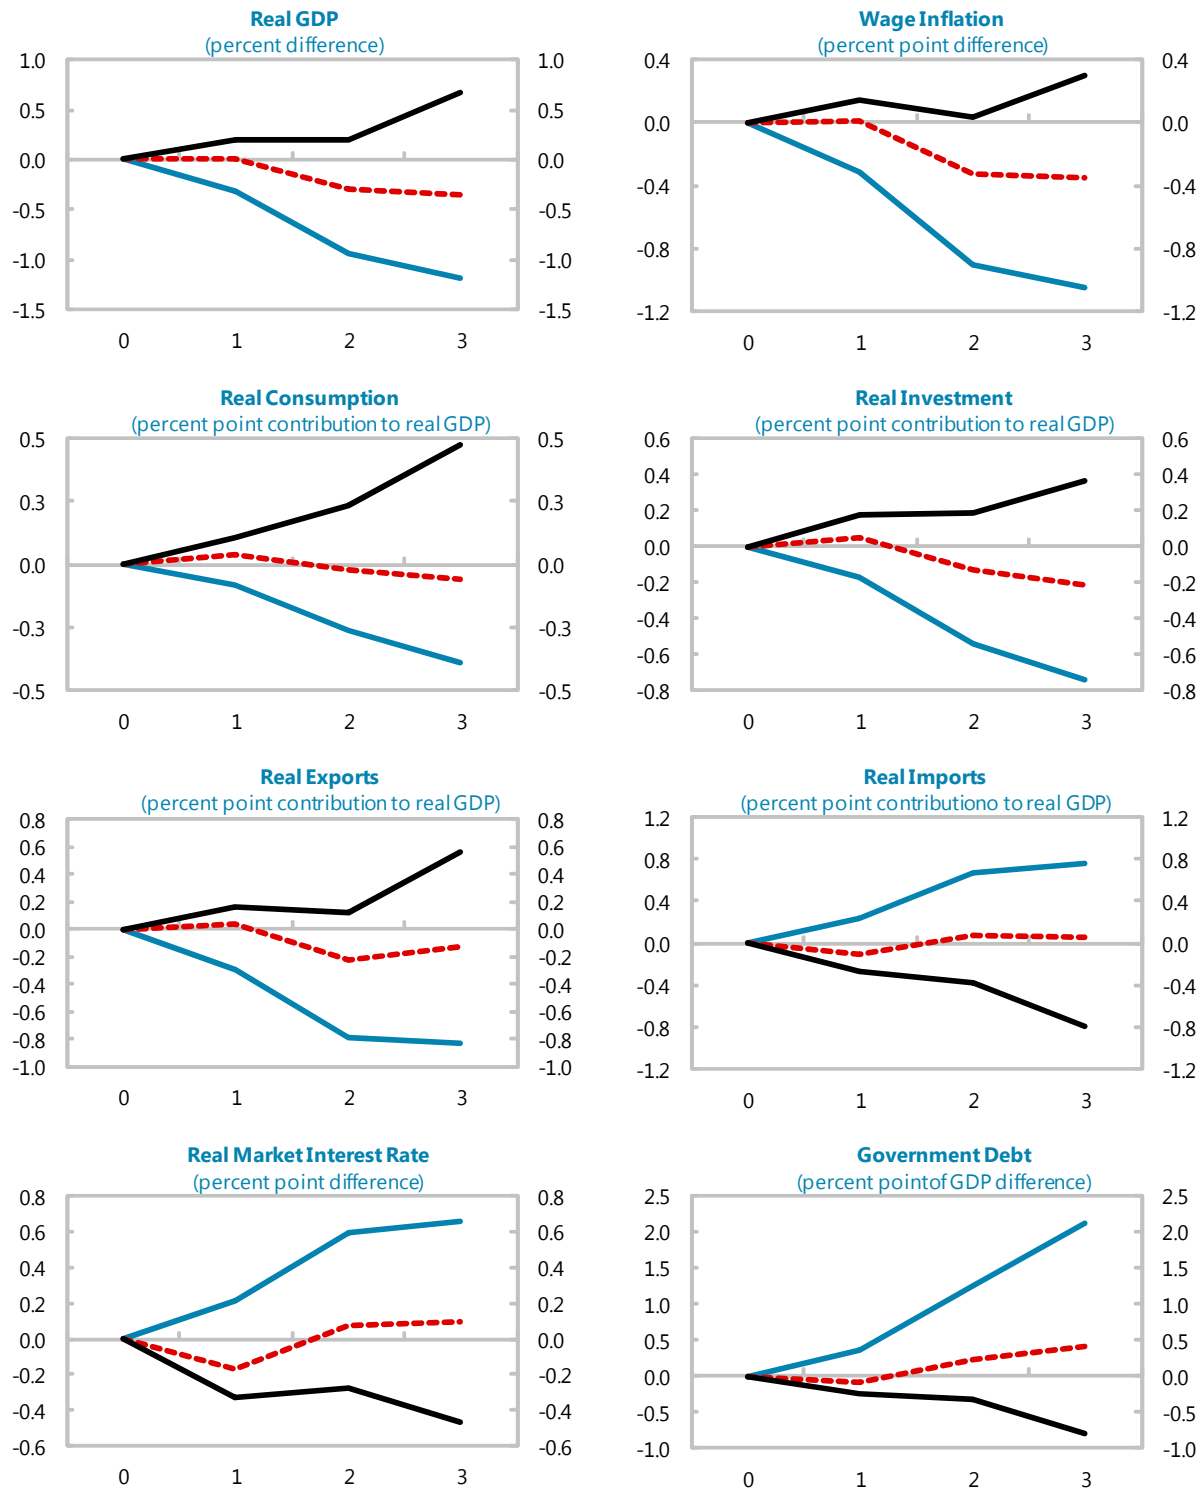 Real GDP
(percent difference)
1.0 1.0
0.5 0.5
0.0 0.0
-0.5 -0.5
-1.0 -1.0
-1.5 -1.5
0 1 2 3
Wage Inflation
(percent point difference)
0.4 0.4
0.0 0.0
-0.4 -0.4
-0.8 -0.8
-1.2 -1.2
0 1 2 3
Real Consumption
(percent point contribution to real GDP)
0.5 0.5
0.3 0.3
0.0 0.0
-0.3 -0.3
-0.5 -0.5
0 1 2 3
Real Investment
(percent point contribution to real GDP)
0.6 0.6
0.4 0.4
0.2 0.2
0.0 0.0
-0.2 -0.2
-0.4 -0.4
-0.6 -0.6
-0.8 -0.8
0 1 2 3
Real Exports
(percent point contribution to real GDP)
0.8 0.8
0.6 0.6
0.4 0.4
0.2 0.2
0.0 0.0
-0.2 -0.2
-0.4 -0.4
-0.6 -0.6
-0.8 -0.8
-1.0 -1.0
0 1 2 3
Real Imports
(percent point contributiono to real GDP)
1.2 1.2
0.8 0.8
0.4 0.4
0.0 0.0
-0.4 -0.4
-0.8 -0.8
-1.2 -1.2
0 1 2 3
Real Market Interest Rate
(percent point difference)
0.8 0.8
0.6 0.6
0.4 0.4
0.2 0.2
0.0 0.0
-0.2 -0.2
-0.4 -0.4
-0.6 -0.6
0 1 2 3
Government Debt
(percent pointof GDP difference)
2.5 2.5
2.0 2.0
1.5 1.5
1.0 1.0
0.5 0.5
0.0 0.0
-0.5 -0.5
-1.0 -1.0
0 1 2 3